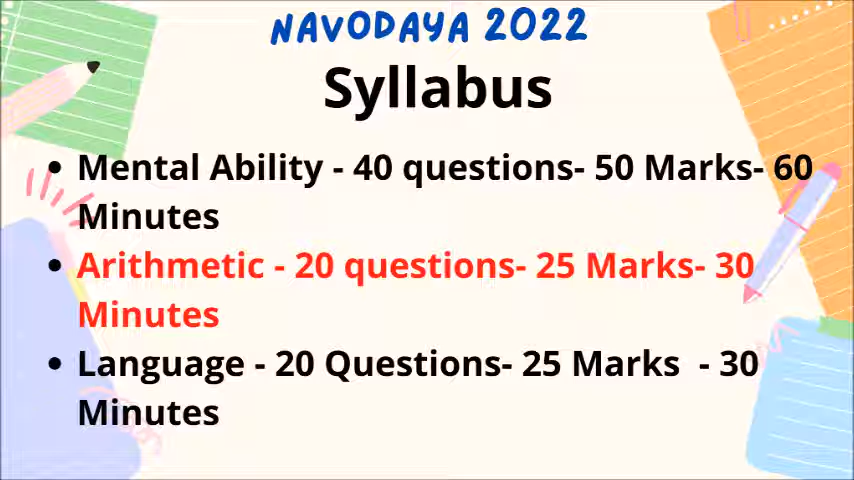 NAVODAYA 2022
Syllabus
• Mental Ability - 40 questions- 50 Marks- 60
Minutes
• Arithmetic - 20 questions- 25 Marks- 30
Minutes
• Language - 20 Questions- 25 Marks - 30
Minutes